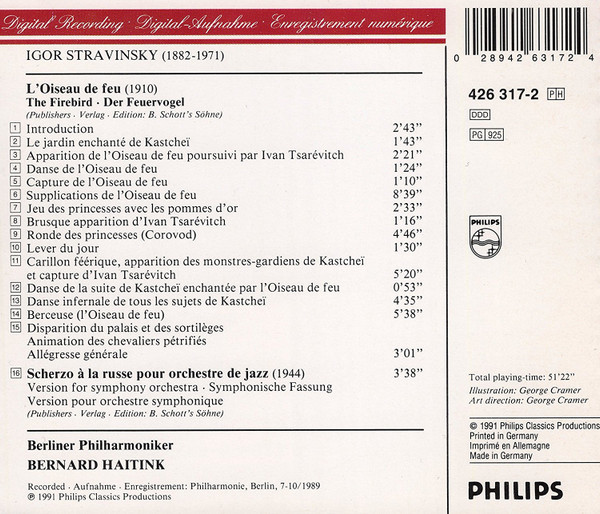 Digital Recording · Digital-Aufnahme · Enregistrement numérique
IGOR STRAVINSKY (1882-1971)
L'Oiseau de feu (1910)
The Firebird · Der Feuervogel
(Publishers · Verlag · Edition: B. Schott's Söhne)
1 Introduction 2'43"
2 Le jardin enchanté de Kastcheï 1'43"
3 Apparition de l'Oiseau de feu poursuivi par Ivan Tsarévitch 2'21"
4 Danse de l'Oiseau de feu 1'24"
5 Capture de l'Oiseau de feu 1'10"
6 Supplications de l'Oiseau de feu 8'39"
7 Jeu des princesses avec les pommes d'or 2'33"
8 Brusque apparition d'Ivan Tsarévitch 1'16"
9 Ronde des princesses (Corovod) 4'46"
10 Lever du jour 1'30"
11 Carillon féérique, apparition des monstres-gardiens de Kastcheï
et capture d'Ivan Tsarévitch 5'20"
12 Danse de la suite de Kastcheï enchantée par l'Oiseau de feu 0'53"
13 Danse infernale de tous les sujets de Kastcheï 4'35"
14 Berceuse (l'Oiseau de feu) 5'38"
15 Disparition du palais et des sortilèges
Animation des chevaliers pétrifiés
Allégresse générale 3'01"
16 Scherzo à la russe pour orchestre de jazz (1944) 3'38"
Version for symphony orchestra · Symphonische Fassung
Version pour orchestre symphonique
(Publishers · Verlag · Edition: B. Schott's Söhne)
Berliner Philharmoniker
BERNARD HAITINK
Recorded · Aufnahme · Enregistrement: Philharmonie, Berlin, 7-10/1989
℗ 1991 Philips Classics Productions
0 28942 63172 4
426 317-2 PH
DDD
PG 925
PHILIPS
Total playing-time: 51'22"
Illustration: George Cramer
Art direction: George Cramer
© 1991 Philips Classics Productions
Printed in Germany
Imprimé en Allemagne
Made in Germany
PHILIPS